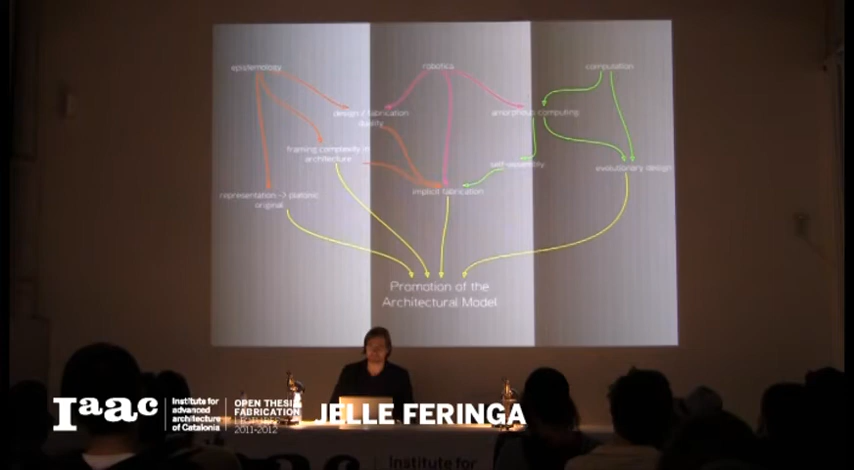 epistemology
robotics
computation
design / fabrication
duality
amorphous computing
framing complexity in
architecture
self-assembly
evolutionary design
representation -> platonic
original
implicit fabrication
Promotion of the
Architectural Model
Iaac
Institute for
advanced
architecture
of Catalonia
OPEN THESIS
FABRICATION
LECTURES
2011-2012
JELLE FERINGA
Institute for